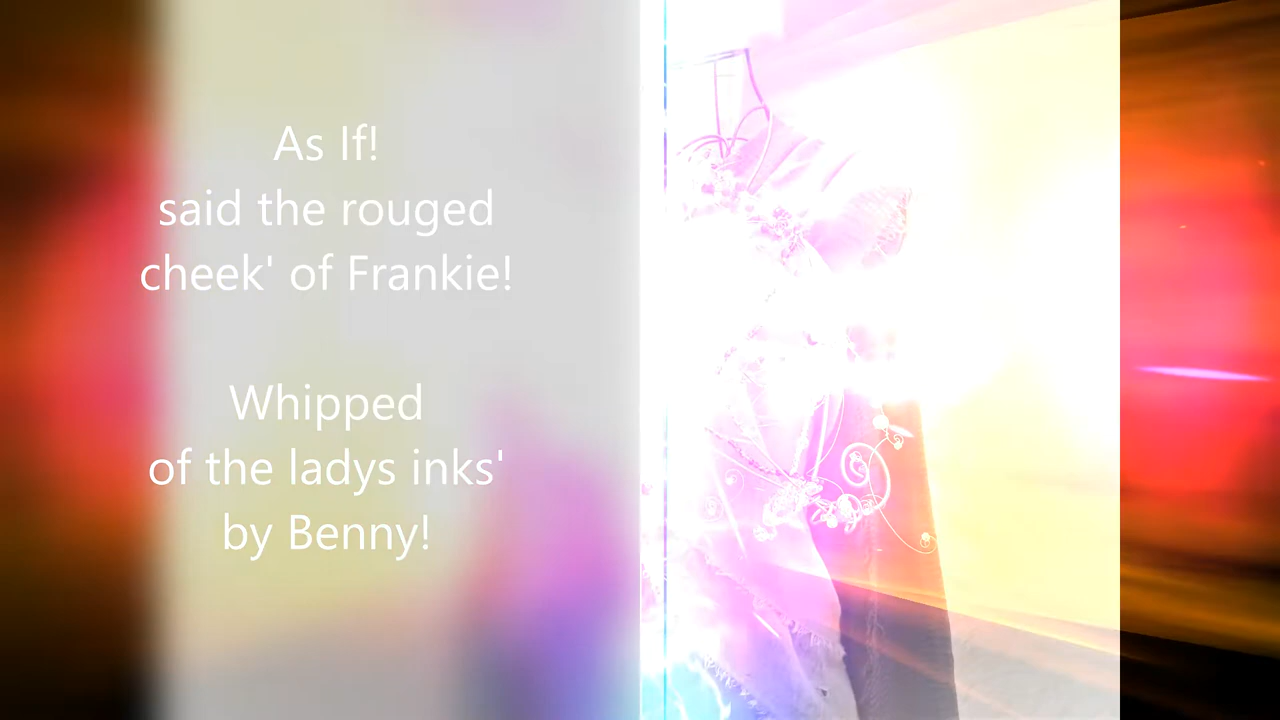 As If!
said the rouged
cheek' of Frankie!
Whipped
of the ladys inks'
by Benny!